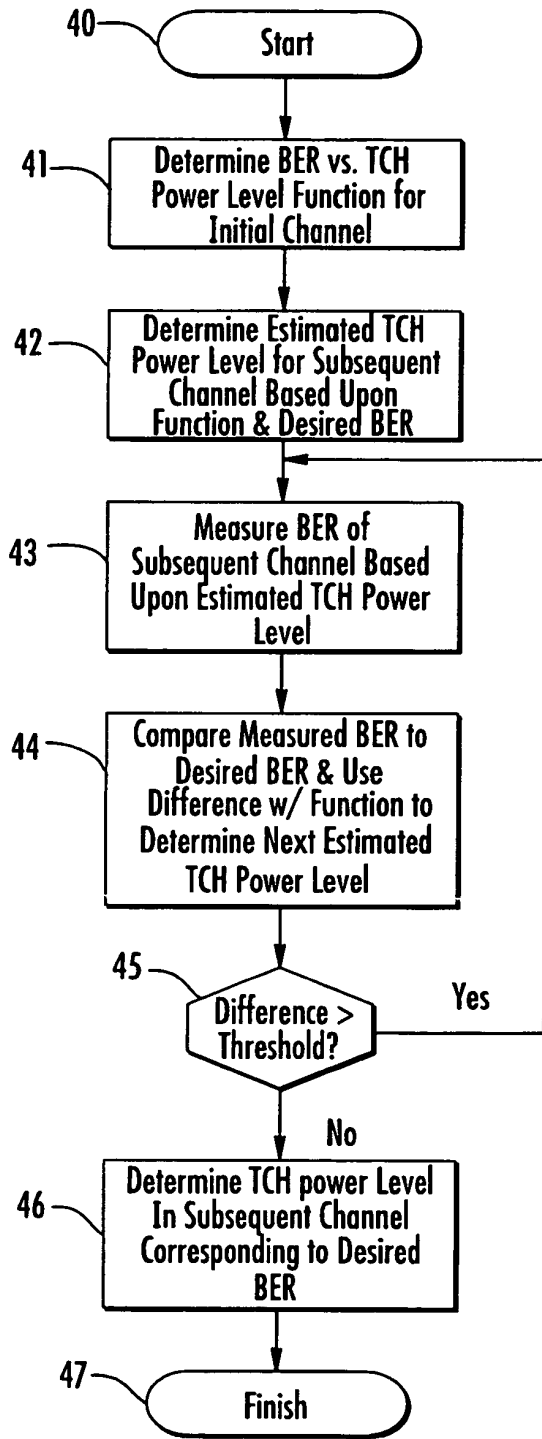 40
Start
41
Determine BER vs. TCH
Power Level Function for
Initial Channel
42
Determine Estimated TCH
Power Level for Subsequent
Channel Based Upon
Function & Desired BER
43
Measure BER of
Subsequent Channel Based
Upon Estimated TCH Power
Level
44
Compare Measured BER to
Desired BER & Use
Difference w/ Function to
Determine Next Estimated
TCH Power Level
45
Difference >
Threshold?
Yes
No
46
Determine TCH power Level
In Subsequent Channel
Corresponding to Desired
BER
47
Finish